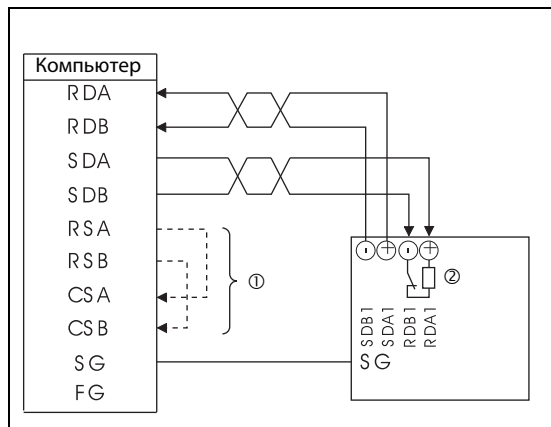 Компьютер
RDA
RDB
SDA
SDB
RSA
RSB
CSA
CSB
SG
FG
①
②
SDB1
SDA1
RDB1
RDA1
SG